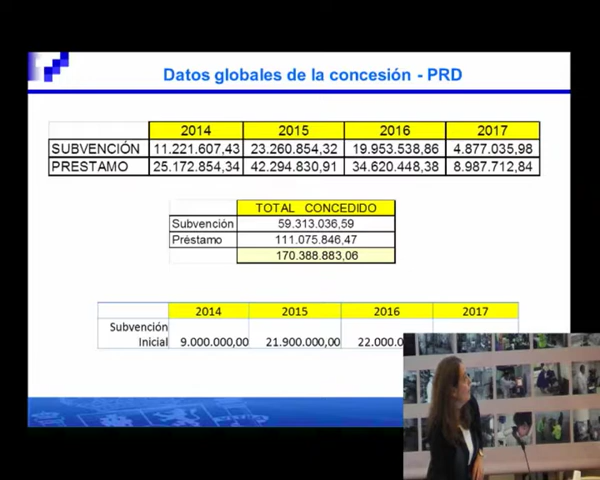 Datos globales de la concesión - PRD
2014 2015 2016 2017
SUBVENCIÓN 11.221.607,43 23.260.854,32 19.953.538,86 4.877.035,98
PRESTAMO 25.172.854,34 42.294.830,91 34.620.448,38 8.987.712,84
TOTAL CONCEDIDO
Subvención 59.313.036,59
Préstamo 111.075.846,47
170.388.883,06
2014 2015 2016 2017
Subvención
Inicial 9.000.000,00 21.900.000,00 22.000.0